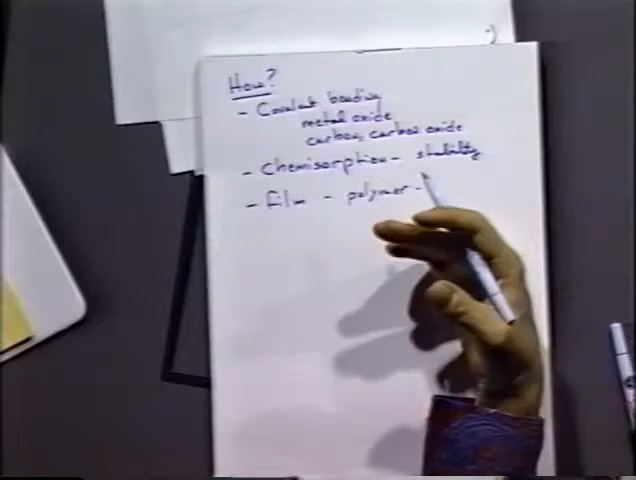 How?
- Covalent bonding
metal oxide
carbon, carbon oxide
- Chemisorption - stability
- film - polymer -